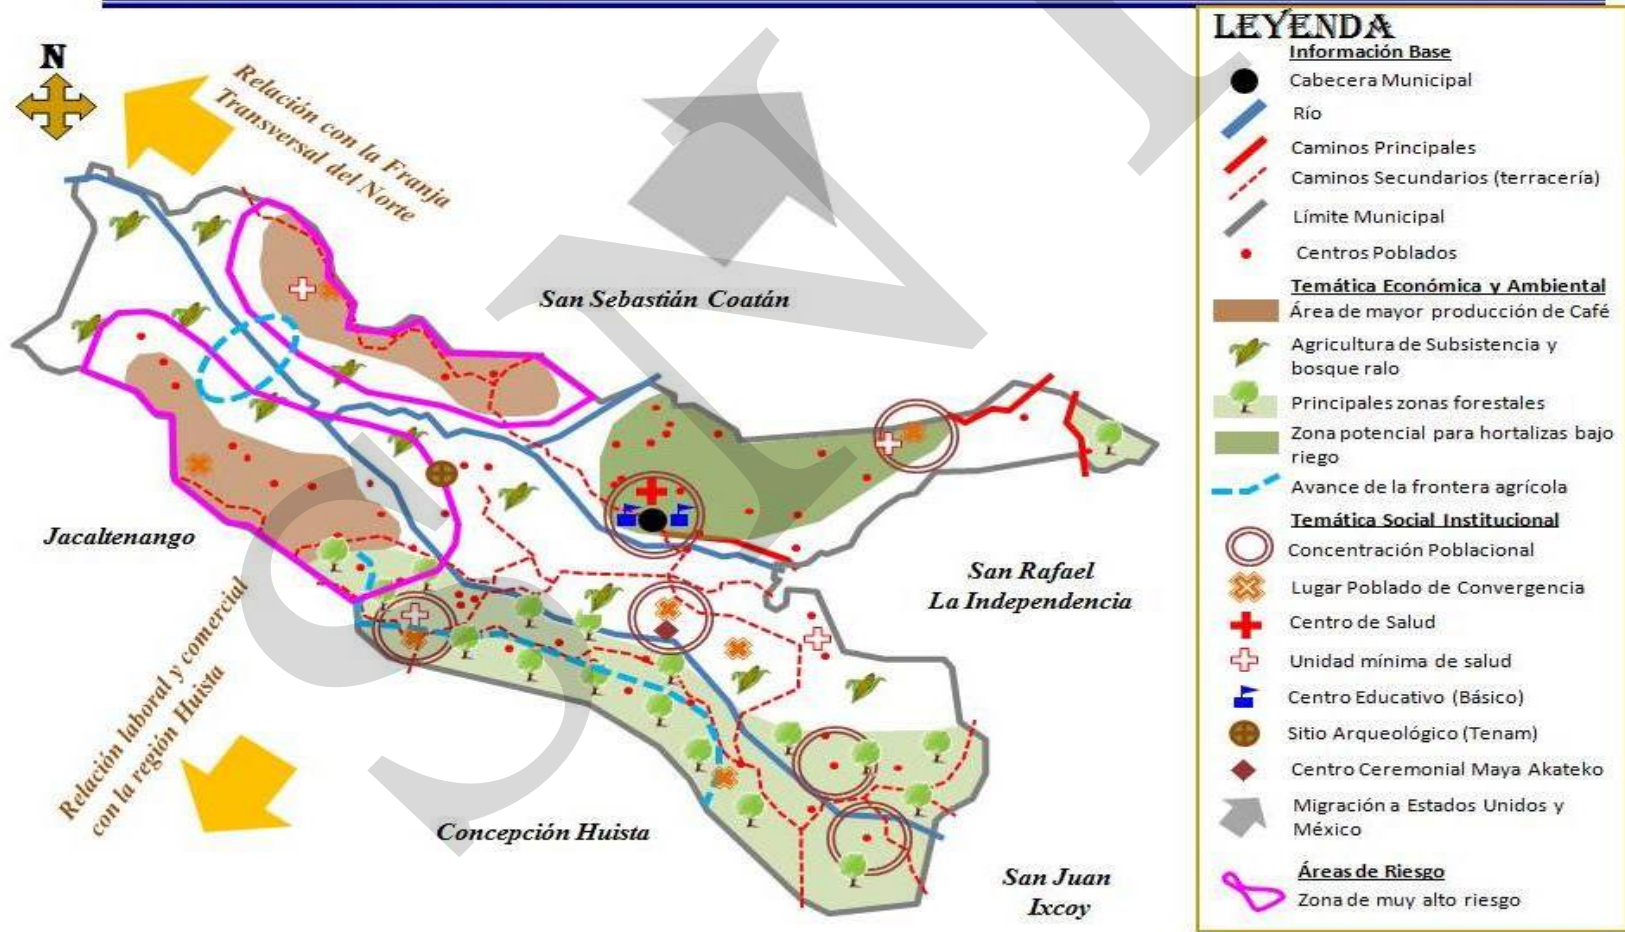 N
Relación con la Franja
Transversal del Norte
San Sebastián Coatán
Jacaltenango
San Rafael
La Independencia
Relación laboral y comercial
con la región Huista
Concepción Huista
San Juan
Ixcoy
LEYENDA
Información Base
Cabecera Municipal
Río
Caminos Principales
Caminos Secundarios (terracería)
Límite Municipal
Centros Poblados
Temática Económica y Ambiental
Área de mayor producción de Café
Agricultura de Subsistencia y
bosque ralo
Principales zonas forestales
Zona potencial para hortalizas bajo
riego
Avance de la frontera agrícola
Temática Social Institucional
Concentración Poblacional
Lugar Poblado de Convergencia
Centro de Salud
Unidad mínima de salud
Centro Educativo (Básico)
Sitio Arqueológico (Tenam)
Centro Ceremonial Maya Akateko
Migración a Estados Unidos y
México
Áreas de Riesgo
Zona de muy alto riesgo